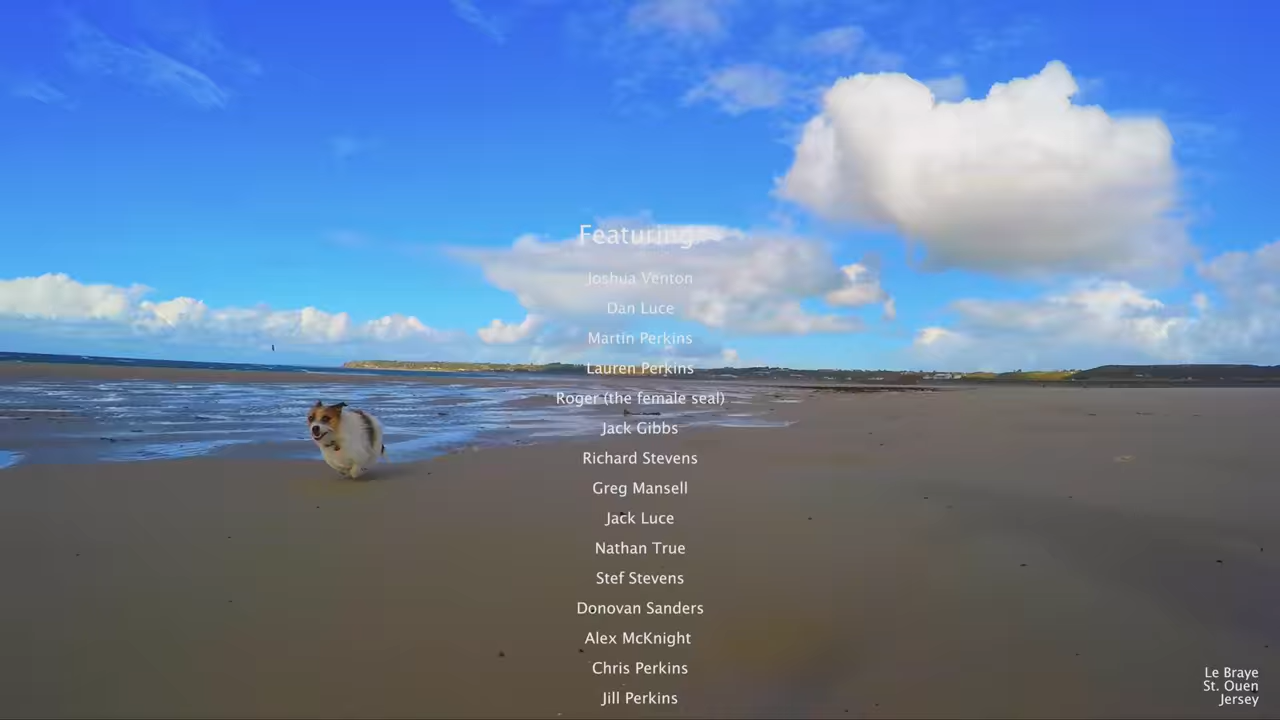 Featuring
Joshua Venton
Dan Luce
Martin Perkins
Lauren Perkins
Roger (the female seal)
Jack Gibbs
Richard Stevens
Greg Mansell
Jack Luce
Nathan True
Stef Stevens
Donovan Sanders
Alex McKnight
Chris Perkins
Jill Perkins
Le Braye
St. Ouen
Jersey